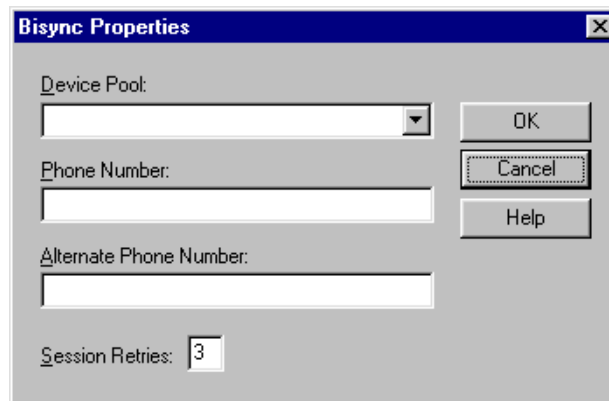 Bisync Properties
Device Pool:
OK
Phone Number:
Cancel
Help
Alternate Phone Number:
Session Retries: 3